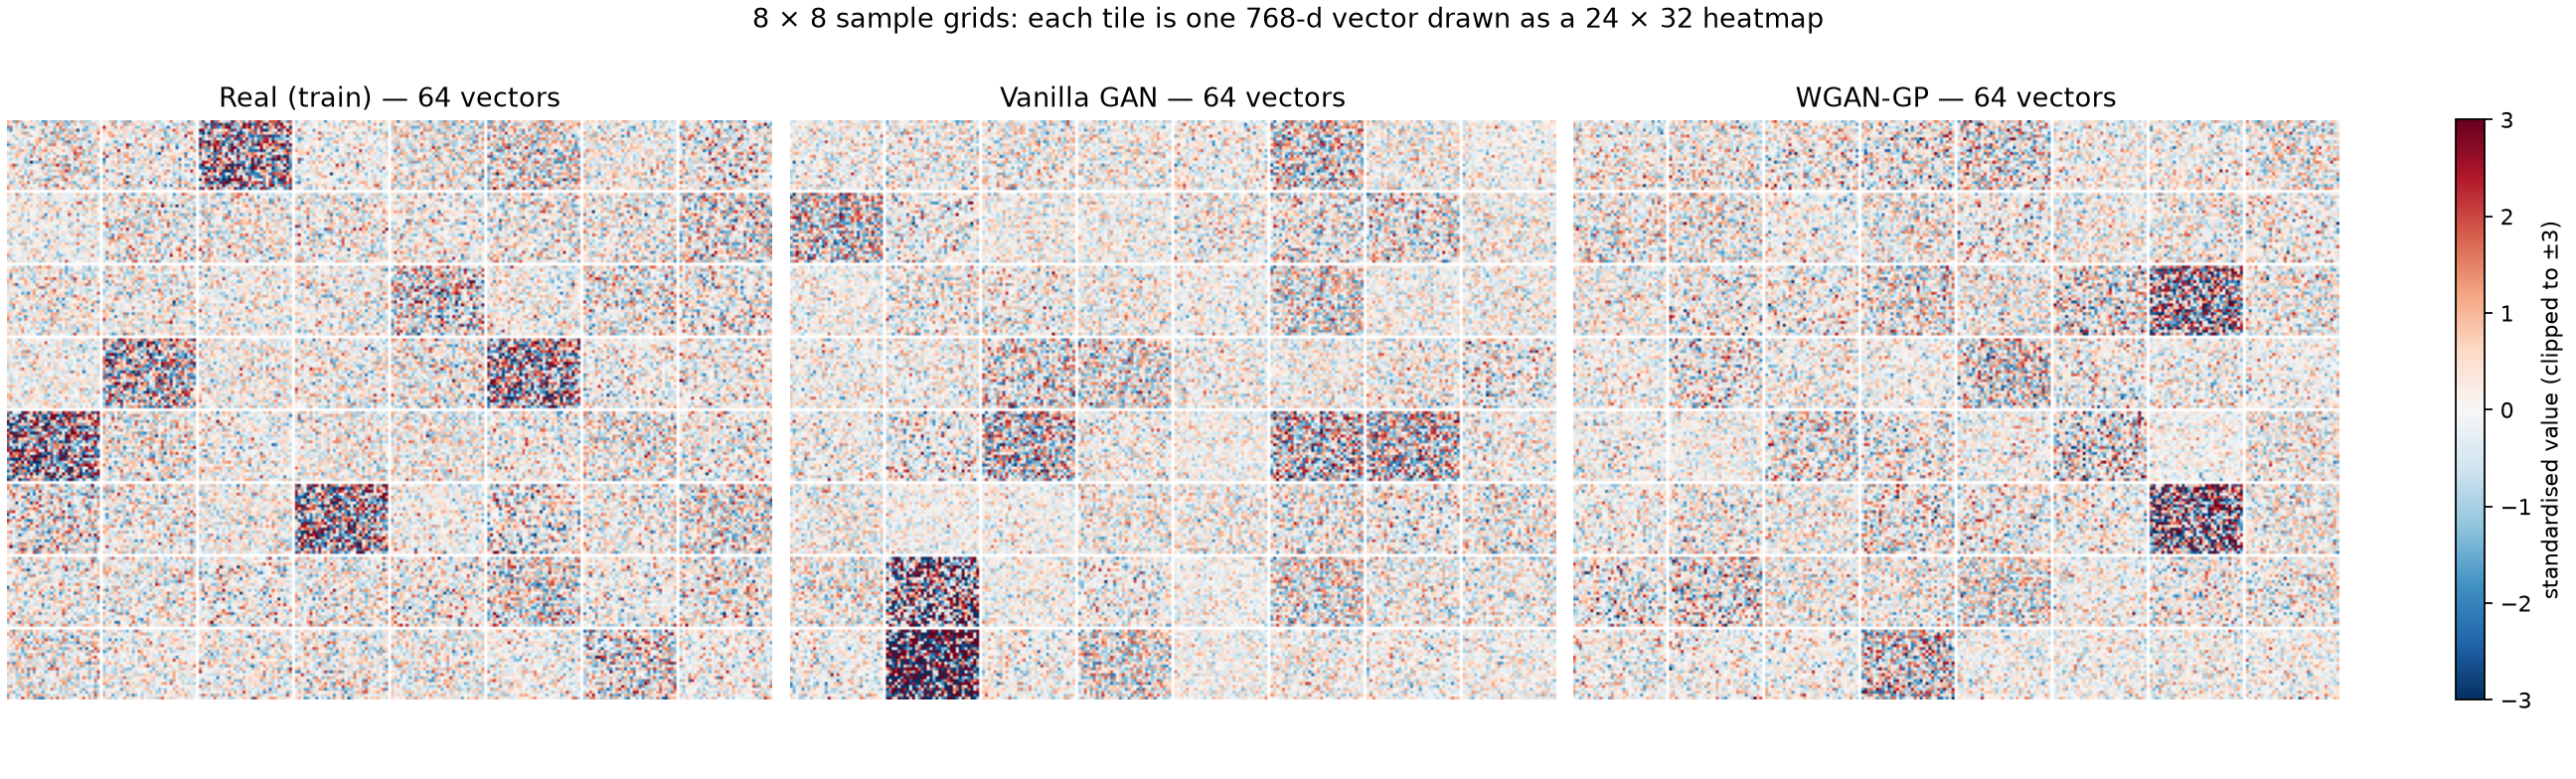 8 × 8 sample grids: each tile is one 768-d vector drawn as a 24 × 32 heatmap
Real (train) — 64 vectors
Vanilla GAN — 64 vectors
WGAN-GP — 64 vectors
3
2
1
0
−1
−2
−3
standardised value (clipped to ±3)